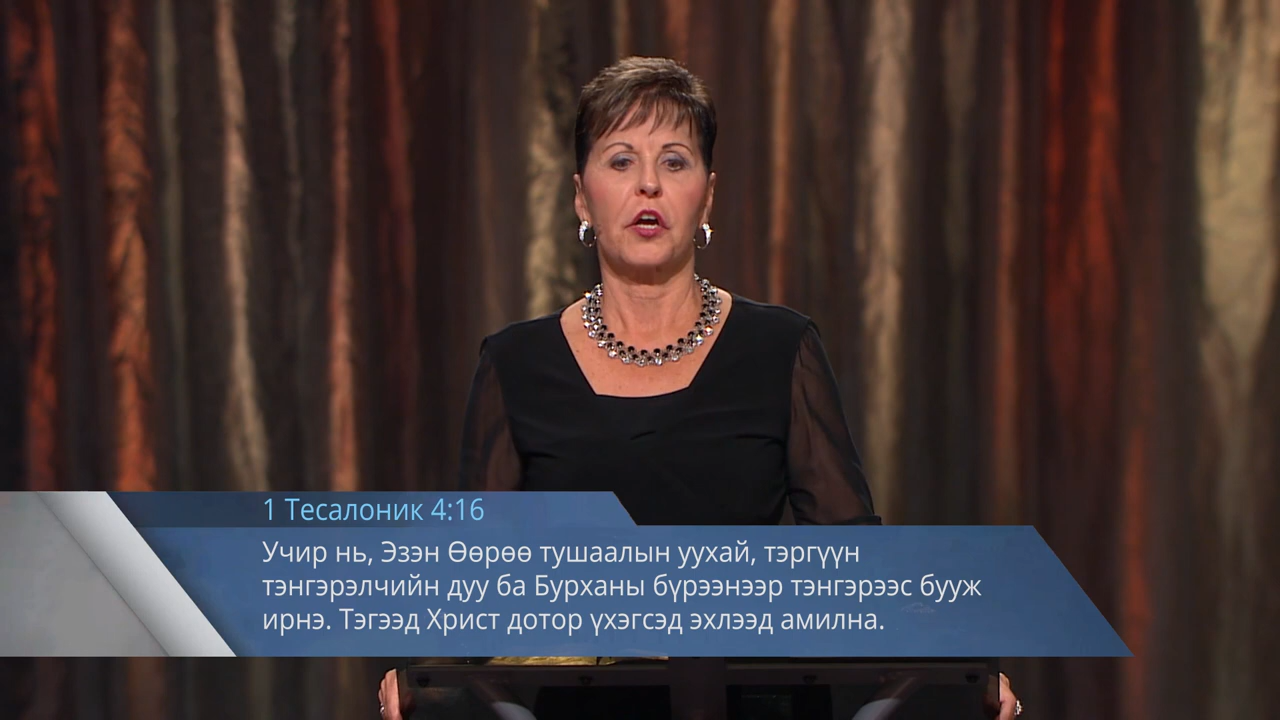 1 Тесалоник 4:16
Учир нь, Эзэн Өөрөө тушаалын уухай, тэргүүн
тэнгэрэлчийн дуу ба Бурханы бүрээнээр тэнгэрээс бууж
ирнэ. Тэгээд Христ дотор үхэгсэд эхлээд амилна.